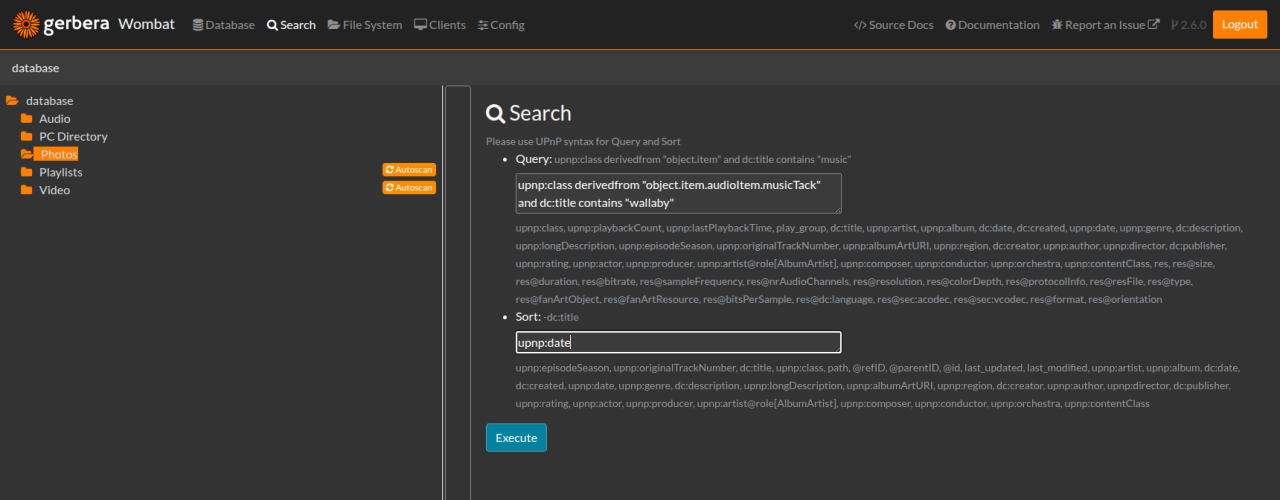 gerbera Wombat Database Search File System Clients Config Source Docs Documentation Report an Issue 2.6.0 Logout
database
database
Audio
PC Directory
Photos
Playlists Autoscan
Video Autoscan
Search
Please use UPnP syntax for Query and Sort
Query: upnp:class derivedfrom "object.item" and dc:title contains "music"
upnp:class derivedfrom "object.item.audioItem.musicTack"
and dc:title contains "wallaby"
upnp:class, upnp:playbackCount, upnp:lastPlaybackTime, play_group, dc:title, upnp:artist, upnp:album, dc:date, dc:created, upnp:date, upnp:genre, dc:description,
upnp:longDescription, upnp:episodeSeason, upnp:originalTrackNumber, upnp:albumArtURI, upnp:region, dc:creator, upnp:author, upnp:director, dc:publisher,
upnp:rating, upnp:actor, upnp:producer, upnp:artist@role[AlbumArtist], upnp:composer, upnp:conductor, upnp:orchestra, upnp:contentClass, res, res@size,
res@duration, res@bitrate, res@sampleFrequency, res@nrAudioChannels, res@resolution, res@colorDepth, res@protocolInfo, res@resFile, res@type,
res@fanArtObject, res@fanArtResource, res@bitsPerSample, res@dc:language, res@sec:acodec, res@sec:vcodec, res@format, res@orientation
Sort: -dc:title
upnp:date
upnp:episodeSeason, upnp:originalTrackNumber, dc:title, upnp:class, path, @refID, @parentID, @id, last_updated, last_modified, upnp:artist, upnp:album, dc:date,
dc:created, upnp:date, upnp:genre, dc:description, upnp:longDescription, upnp:albumArtURI, upnp:region, dc:creator, upnp:author, upnp:director, dc:publisher,
upnp:rating, upnp:actor, upnp:producer, upnp:artist@role[AlbumArtist], upnp:composer, upnp:conductor, upnp:orchestra, upnp:contentClass
Execute